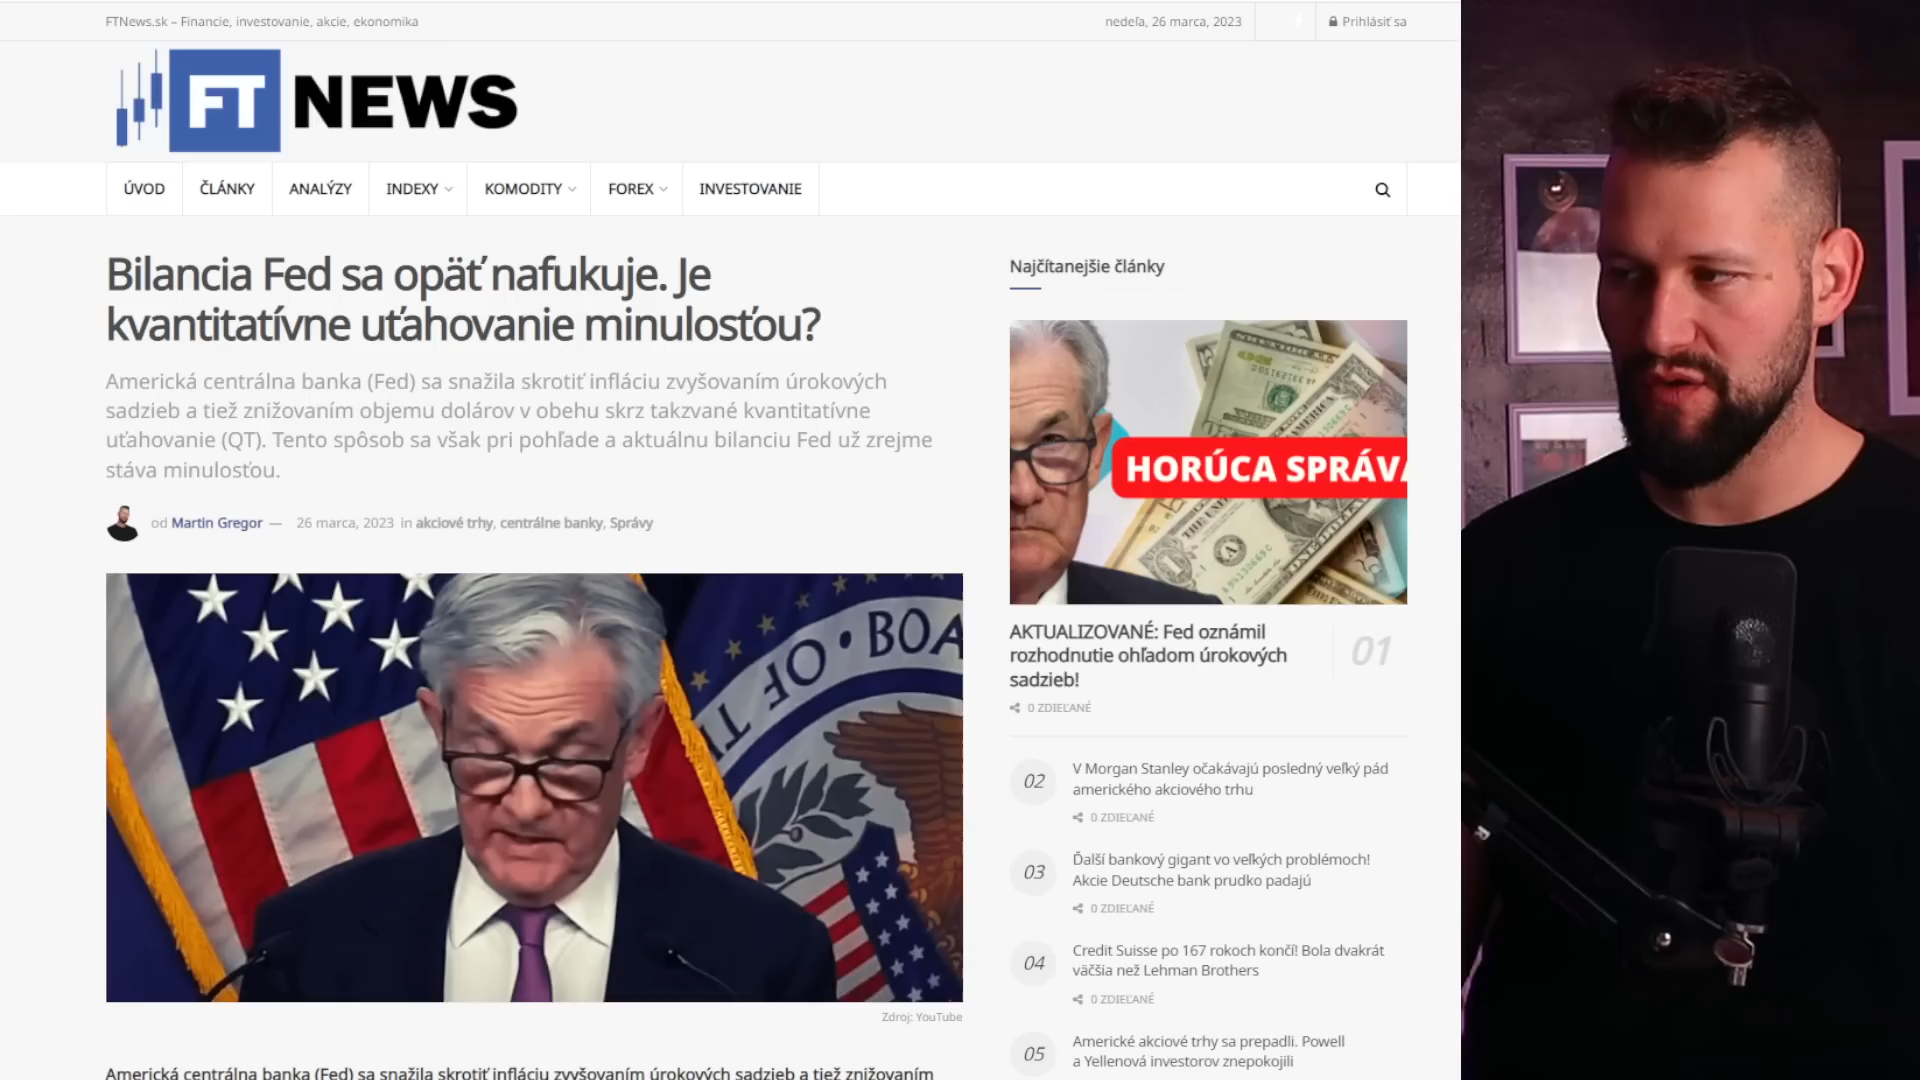 FTNews.sk – Financie, investovanie, akcie, ekonomika
nedeľa, 26 marca, 2023
Prihlásiť sa
FT NEWS
ÚVOD
ČLÁNKY
ANALÝZY
INDEXY
KOMODITY
FOREX
INVESTOVANIE
Bilancia Fed sa opäť nafukuje. Je
kvantitatívne uťahovanie minulosťou?
Americká centrálna banka (Fed) sa snažila skrotiť infláciu zvyšovaním úrokových
sadzieb a tiež znižovaním objemu dolárov v obehu skrz takzvané kvantitatívne
uťahovanie (QT). Tento spôsob sa však pri pohľade a aktuálnu bilanciu Fed už zrejme
stáva minulosťou.
od Martin Gregor — 26 marca, 2023 in akciové trhy, centrálne banky, Správy
OF • BOA
Zdroj: YouTube
Americká centrálna banka (Fed) sa snažila skrotiť infláciu zvyšovaním úrokových sadzieb a tiež znižovaním
Najčítanejšie články
HORÚCA SPRÁVA
AKTUALIZOVANÉ: Fed oznámil
rozhodnutie ohľadom úrokových
sadzieb!
01
0 ZDIEĽANÉ
02
V Morgan Stanley očakávajú posledný veľký pád
amerického akciového trhu
0 ZDIEĽANÉ
03
Ďalší bankový gigant vo veľkých problémoch!
Akcie Deutsche bank prudko padajú
0 ZDIEĽANÉ
04
Credit Suisse po 167 rokoch končí! Bola dvakrát
väčšia než Lehman Brothers
0 ZDIEĽANÉ
05
Americké akciové trhy sa prepadli. Powell
a Yellenová investorov znepokojili